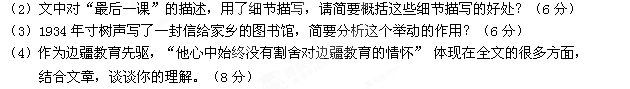 （2）文中对“最后一课”的描述，用了细节描写，请简要概括这些细节描写的好处？（6 分）
（3）1934 年寸树声写了一封信给家乡的图书馆，简要分析这个举动的作用？（6 分）
（4）作为边疆教育先驱，“他心中始终没有割舍对边疆教育的情怀” 体现在全文的很多方面，
结合文章，谈谈你的理解。（8 分）